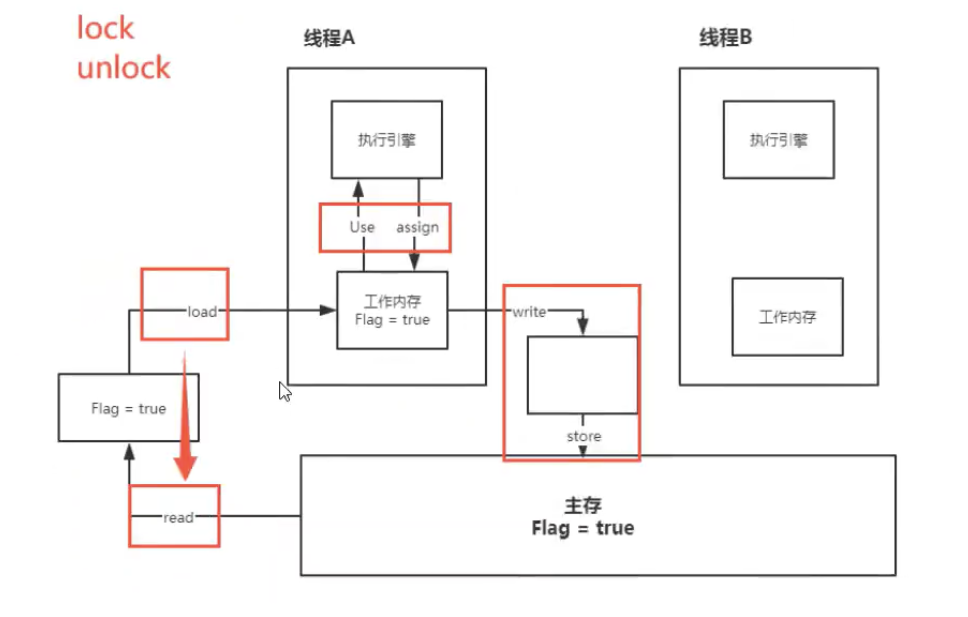 lock
unlock
线程A
线程B
执行引擎
执行引擎
Use
assign
load
工作内存
Flag = true
write
工作内存
Flag = true
store
read
主存
Flag = true